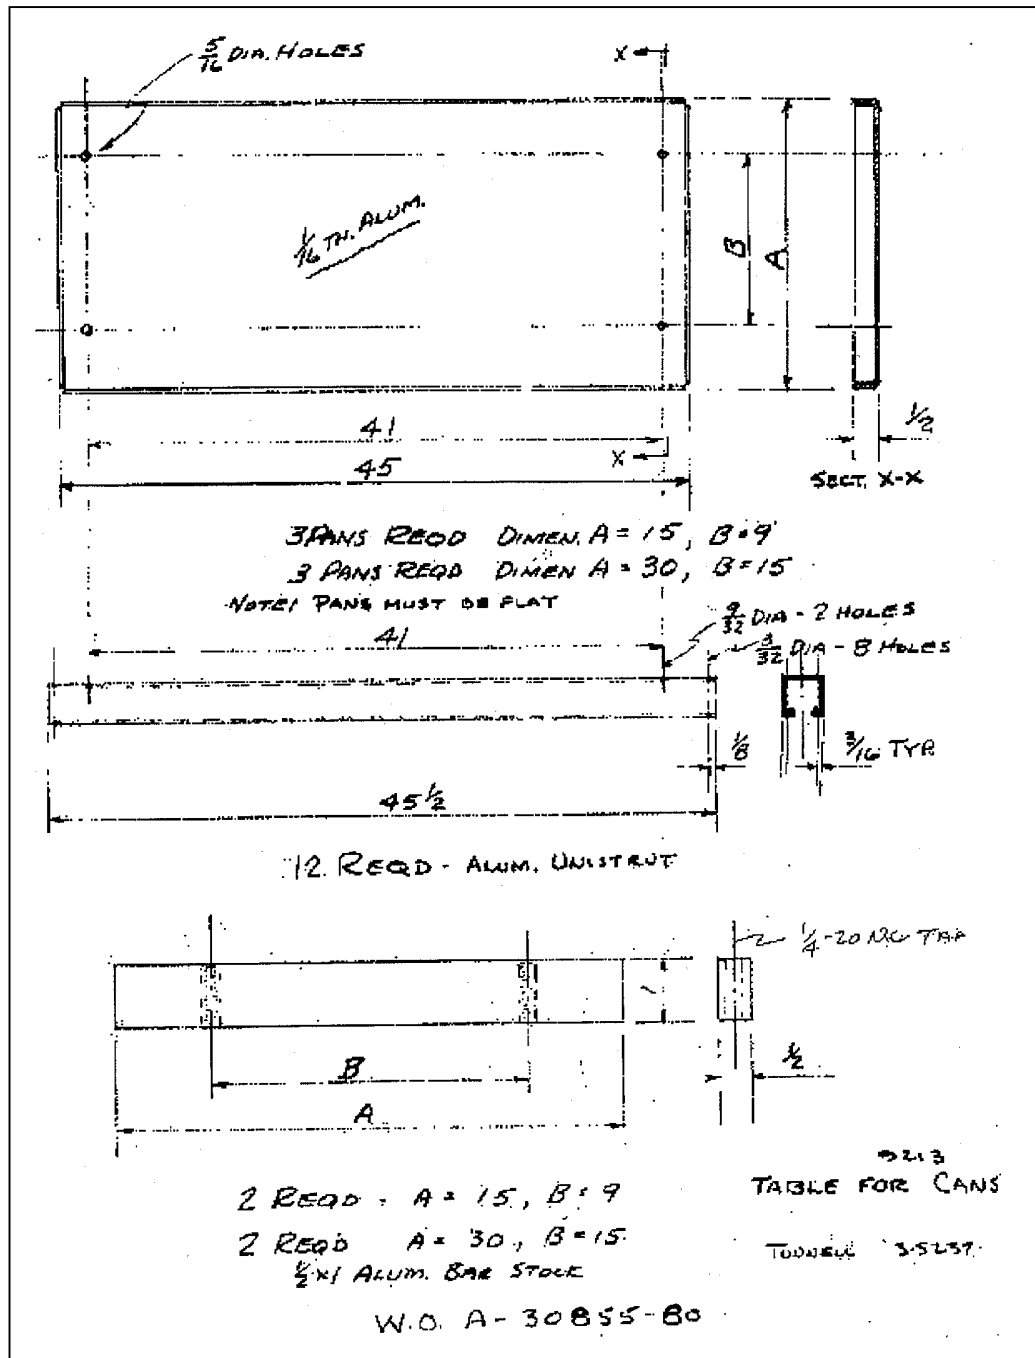 5/16 DIA. HOLES
X
1/16 TH. ALUM.
B
A
41
X
45
1/2
SECT. X-X
3 PANS REQD DIMEN. A = 15, B = 9
3 PANS REQD DIMEN A = 30, B = 15
NOTE! PANS MUST BE FLAT
9/32 DIA - 2 HOLES
3/32 DIA - 8 HOLES
41
1/8
3/16 TYP.
45 1/2
12 REQD - ALUM. UNISTRUT
1/4-20 NC TAP
1
B
1/2
A
5213
TABLE FOR CANS
2 REQD - A = 15, B = 9
2 REQD A = 30, B = 15
1/2 x 1 ALUM. BAR STOCK
W.O. A-30855-80